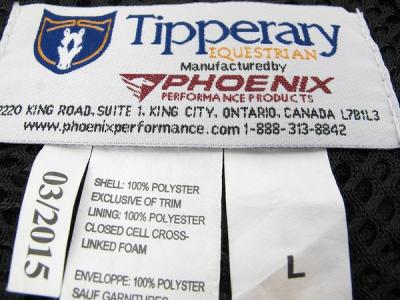 Tipperary
EQUESTRIAN
Manufactured by
PHOENIX
PERFORMANCE PRODUCTS
2220 KING ROAD, SUITE 1, KING CITY, ONTARIO, CANADA L7B1L3
www.phoenixperformance.com 1-888-313-8842
03/2015
SHELL: 100% POLYSTER
EXCLUSIVE OF TRIM
LINING: 100% POLYESTER
CLOSED CELL CROSS-
LINKED FOAM
ENVELOPPE: 100% POLYESTER
SAUF GARNITURES
L